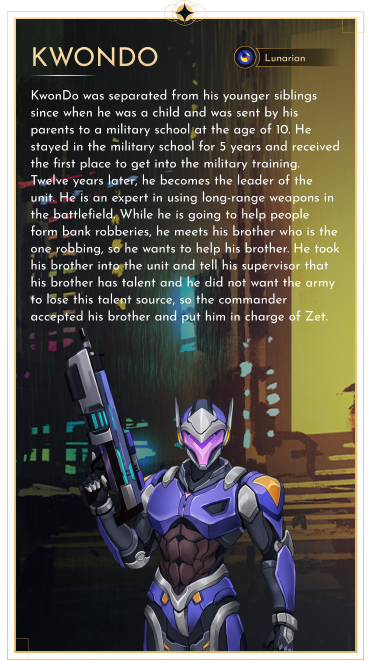 KWONDO
Lunarian
KwonDo was separated from his younger siblings
since when he was a child and was sent by his
parents to a military school at the age of 10. He
stayed in the military school for 5 years and received
the first place to get into the military training.
Twelve years later, he becomes the leader of the
unit. He is an expert in using long-range weapons in
the battlefield. While he is going to help people
form bank robberies, he meets his brother who is the
one robbing, so he wants to help his brother. He took
his brother into the unit and tell his supervisor that
his brother has talent and he did not want the army
to lose this talent source, so the commander
accepted his brother and put him in charge of Zet.